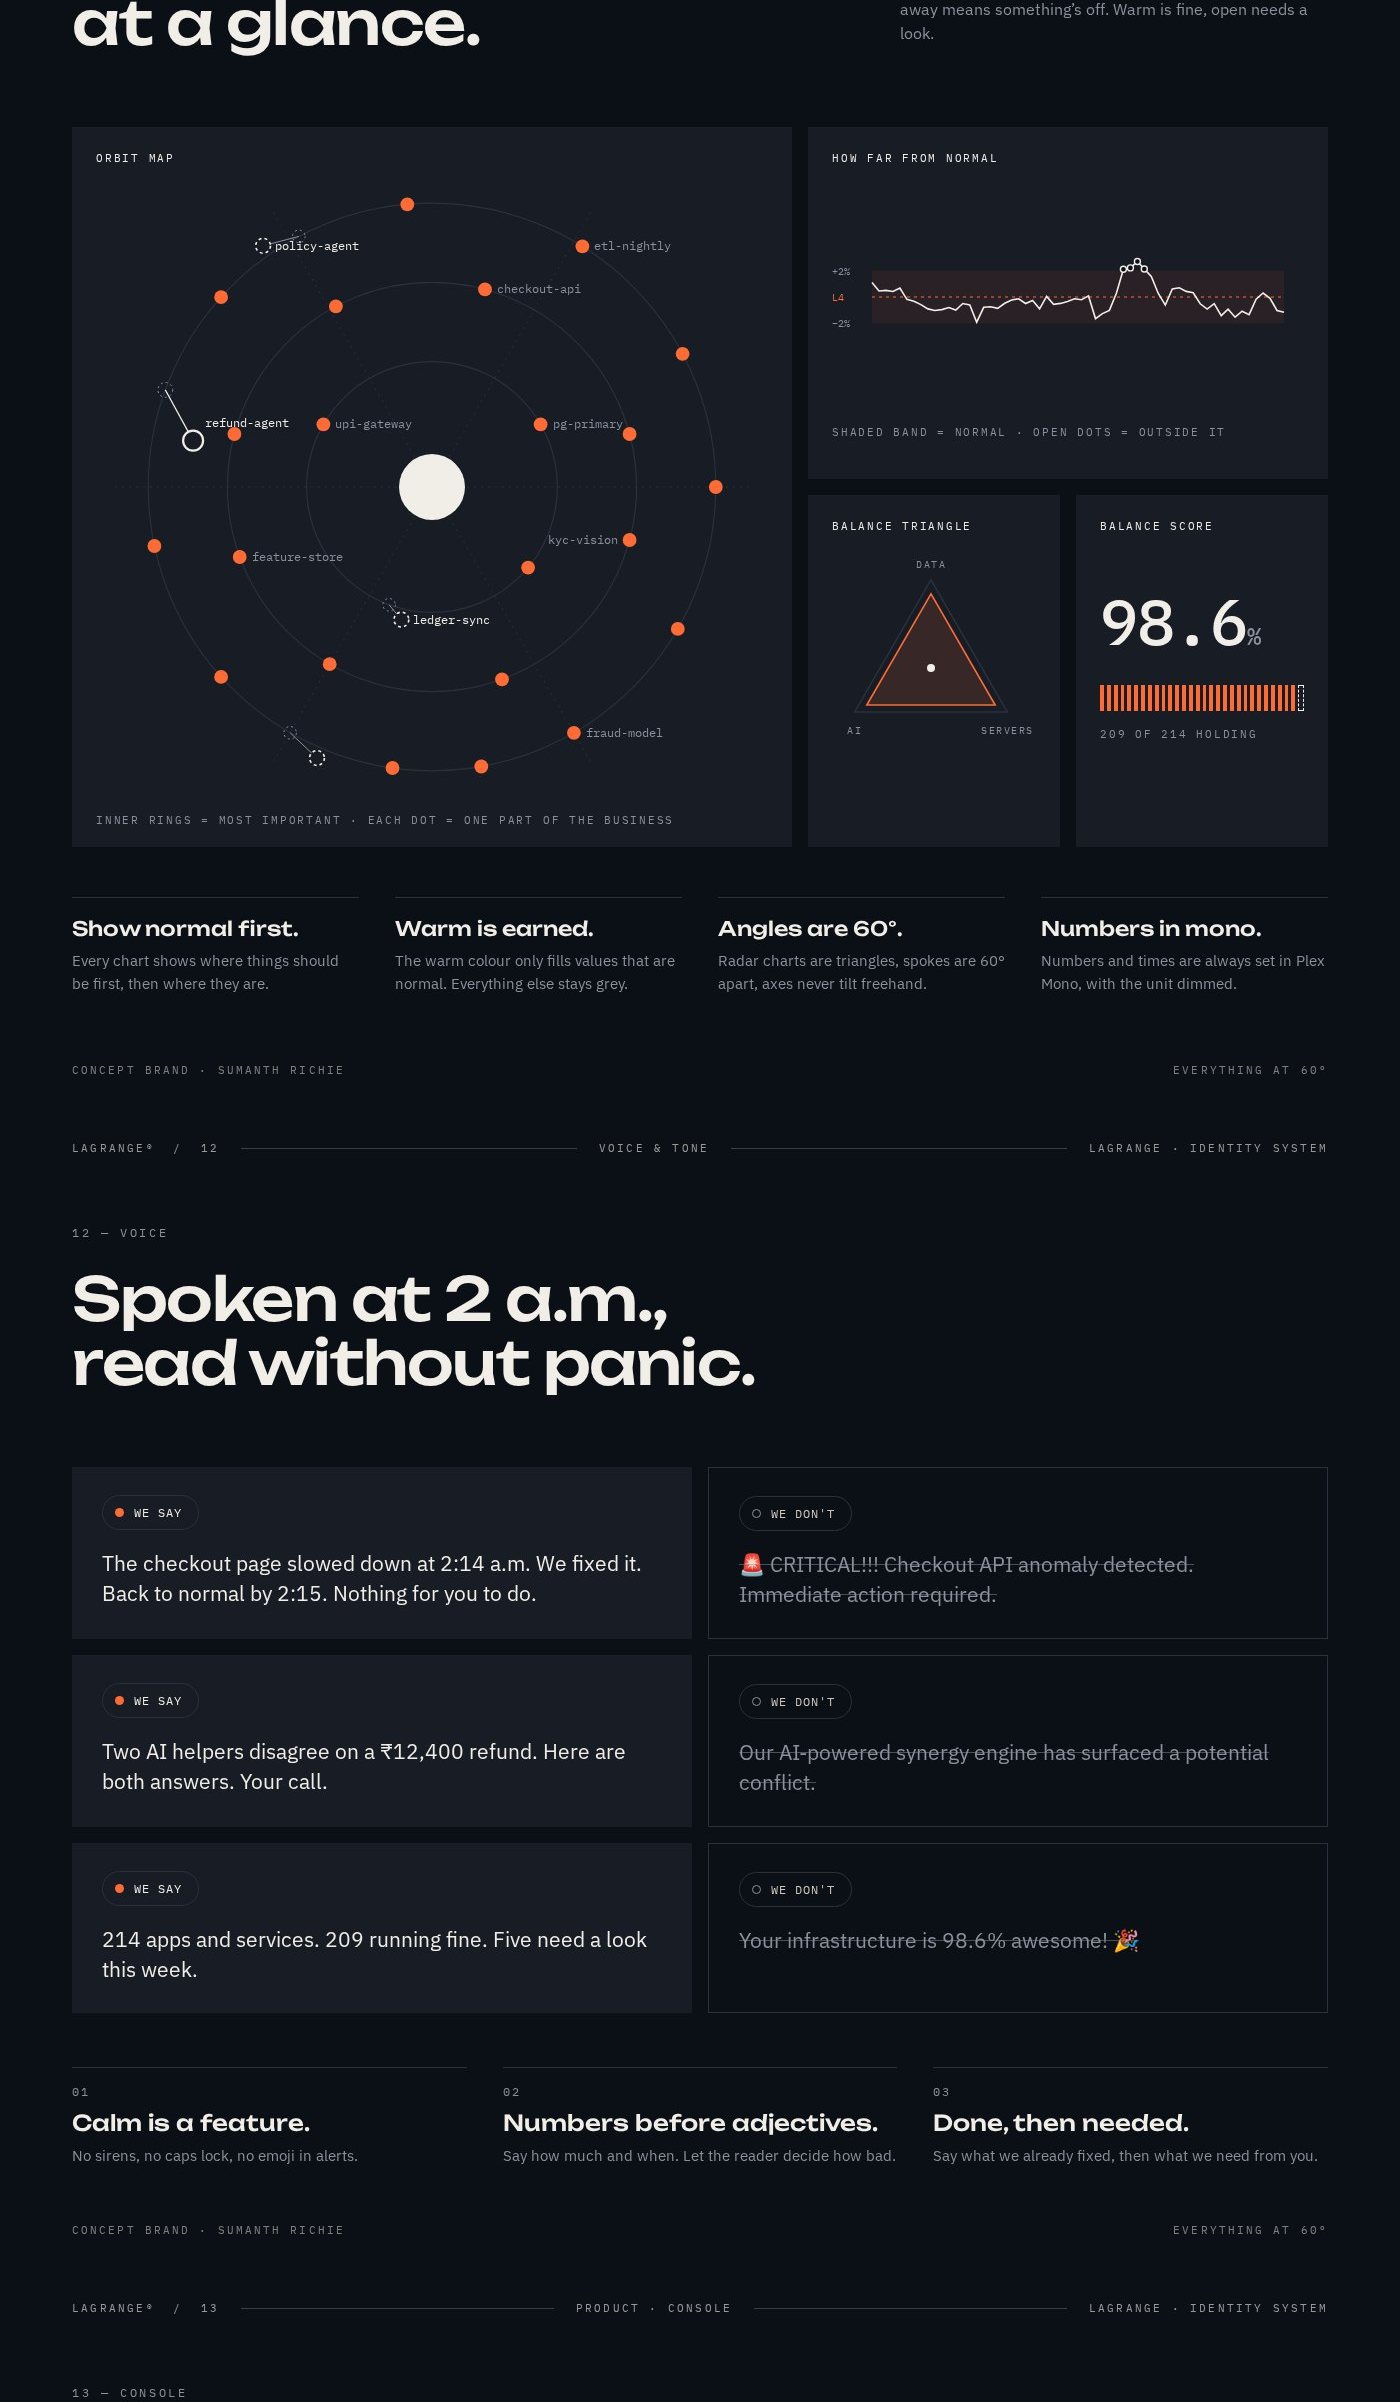 at a glance.
away means something's off. Warm is fine, open needs a
look.
ORBIT MAP
policy-agent
etl-nightly
checkout-api
refund-agent
upi-gateway
pg-primary
kyc-vision
feature-store
ledger-sync
fraud-model
INNER RINGS = MOST IMPORTANT · EACH DOT = ONE PART OF THE BUSINESS
HOW FAR FROM NORMAL
+2%
L4
−2%
SHADED BAND = NORMAL · OPEN DOTS = OUTSIDE IT
BALANCE TRIANGLE
DATA
AI
SERVERS
BALANCE SCORE
98.6%
209 OF 214 HOLDING
Show normal first.
Every chart shows where things should
be first, then where they are.
Warm is earned.
The warm colour only fills values that are
normal. Everything else stays grey.
Angles are 60°.
Radar charts are triangles, spokes are 60°
apart, axes never tilt freehand.
Numbers in mono.
Numbers and times are always set in Plex
Mono, with the unit dimmed.
CONCEPT BRAND · SUMANTH RICHIE
EVERYTHING AT 60°
LAGRANGE® / 12
VOICE & TONE
LAGRANGE · IDENTITY SYSTEM
12 — VOICE
Spoken at 2 a.m.,
read without panic.
WE SAY
The checkout page slowed down at 2:14 a.m. We fixed it.
Back to normal by 2:15. Nothing for you to do.
WE DON'T
🚨 CRITICAL!!! Checkout API anomaly detected.
Immediate action required.
WE SAY
Two AI helpers disagree on a ₹12,400 refund. Here are
both answers. Your call.
WE DON'T
Our AI-powered synergy engine has surfaced a potential
conflict.
WE SAY
214 apps and services. 209 running fine. Five need a look
this week.
WE DON'T
Your infrastructure is 98.6% awesome! 🎉
01
Calm is a feature.
No sirens, no caps lock, no emoji in alerts.
02
Numbers before adjectives.
Say how much and when. Let the reader decide how bad.
03
Done, then needed.
Say what we already fixed, then what we need from you.
CONCEPT BRAND · SUMANTH RICHIE
EVERYTHING AT 60°
LAGRANGE® / 13
PRODUCT · CONSOLE
LAGRANGE · IDENTITY SYSTEM
13 — CONSOLE